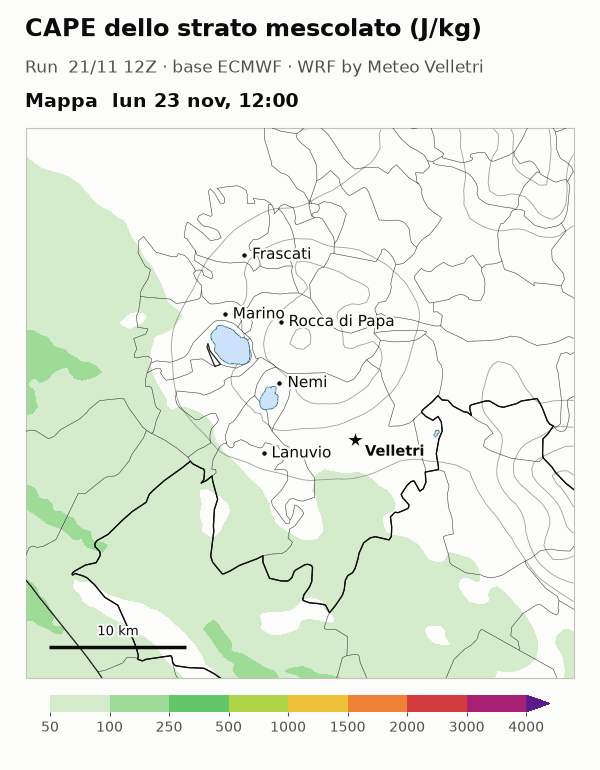 CAPE dello strato mescolato (J/kg)
Run  21/11 12Z · base ECMWF · WRF by Meteo Velletri
Mappa  lun 23 nov, 12:00
Frascati
Marino
Rocca di Papa
Nemi
Velletri
Lanuvio
10 km
50 100 250 500 1000 1500 2000 3000 4000